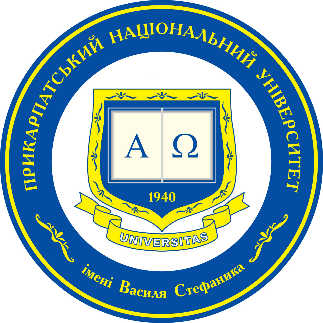 ПРИКАРПАТСЬКИЙ НАЦІОНАЛЬНИЙ УНІВЕРСИТЕТ
Α Ω
1940
UNIVERSITAS
імені Василя Стефаника